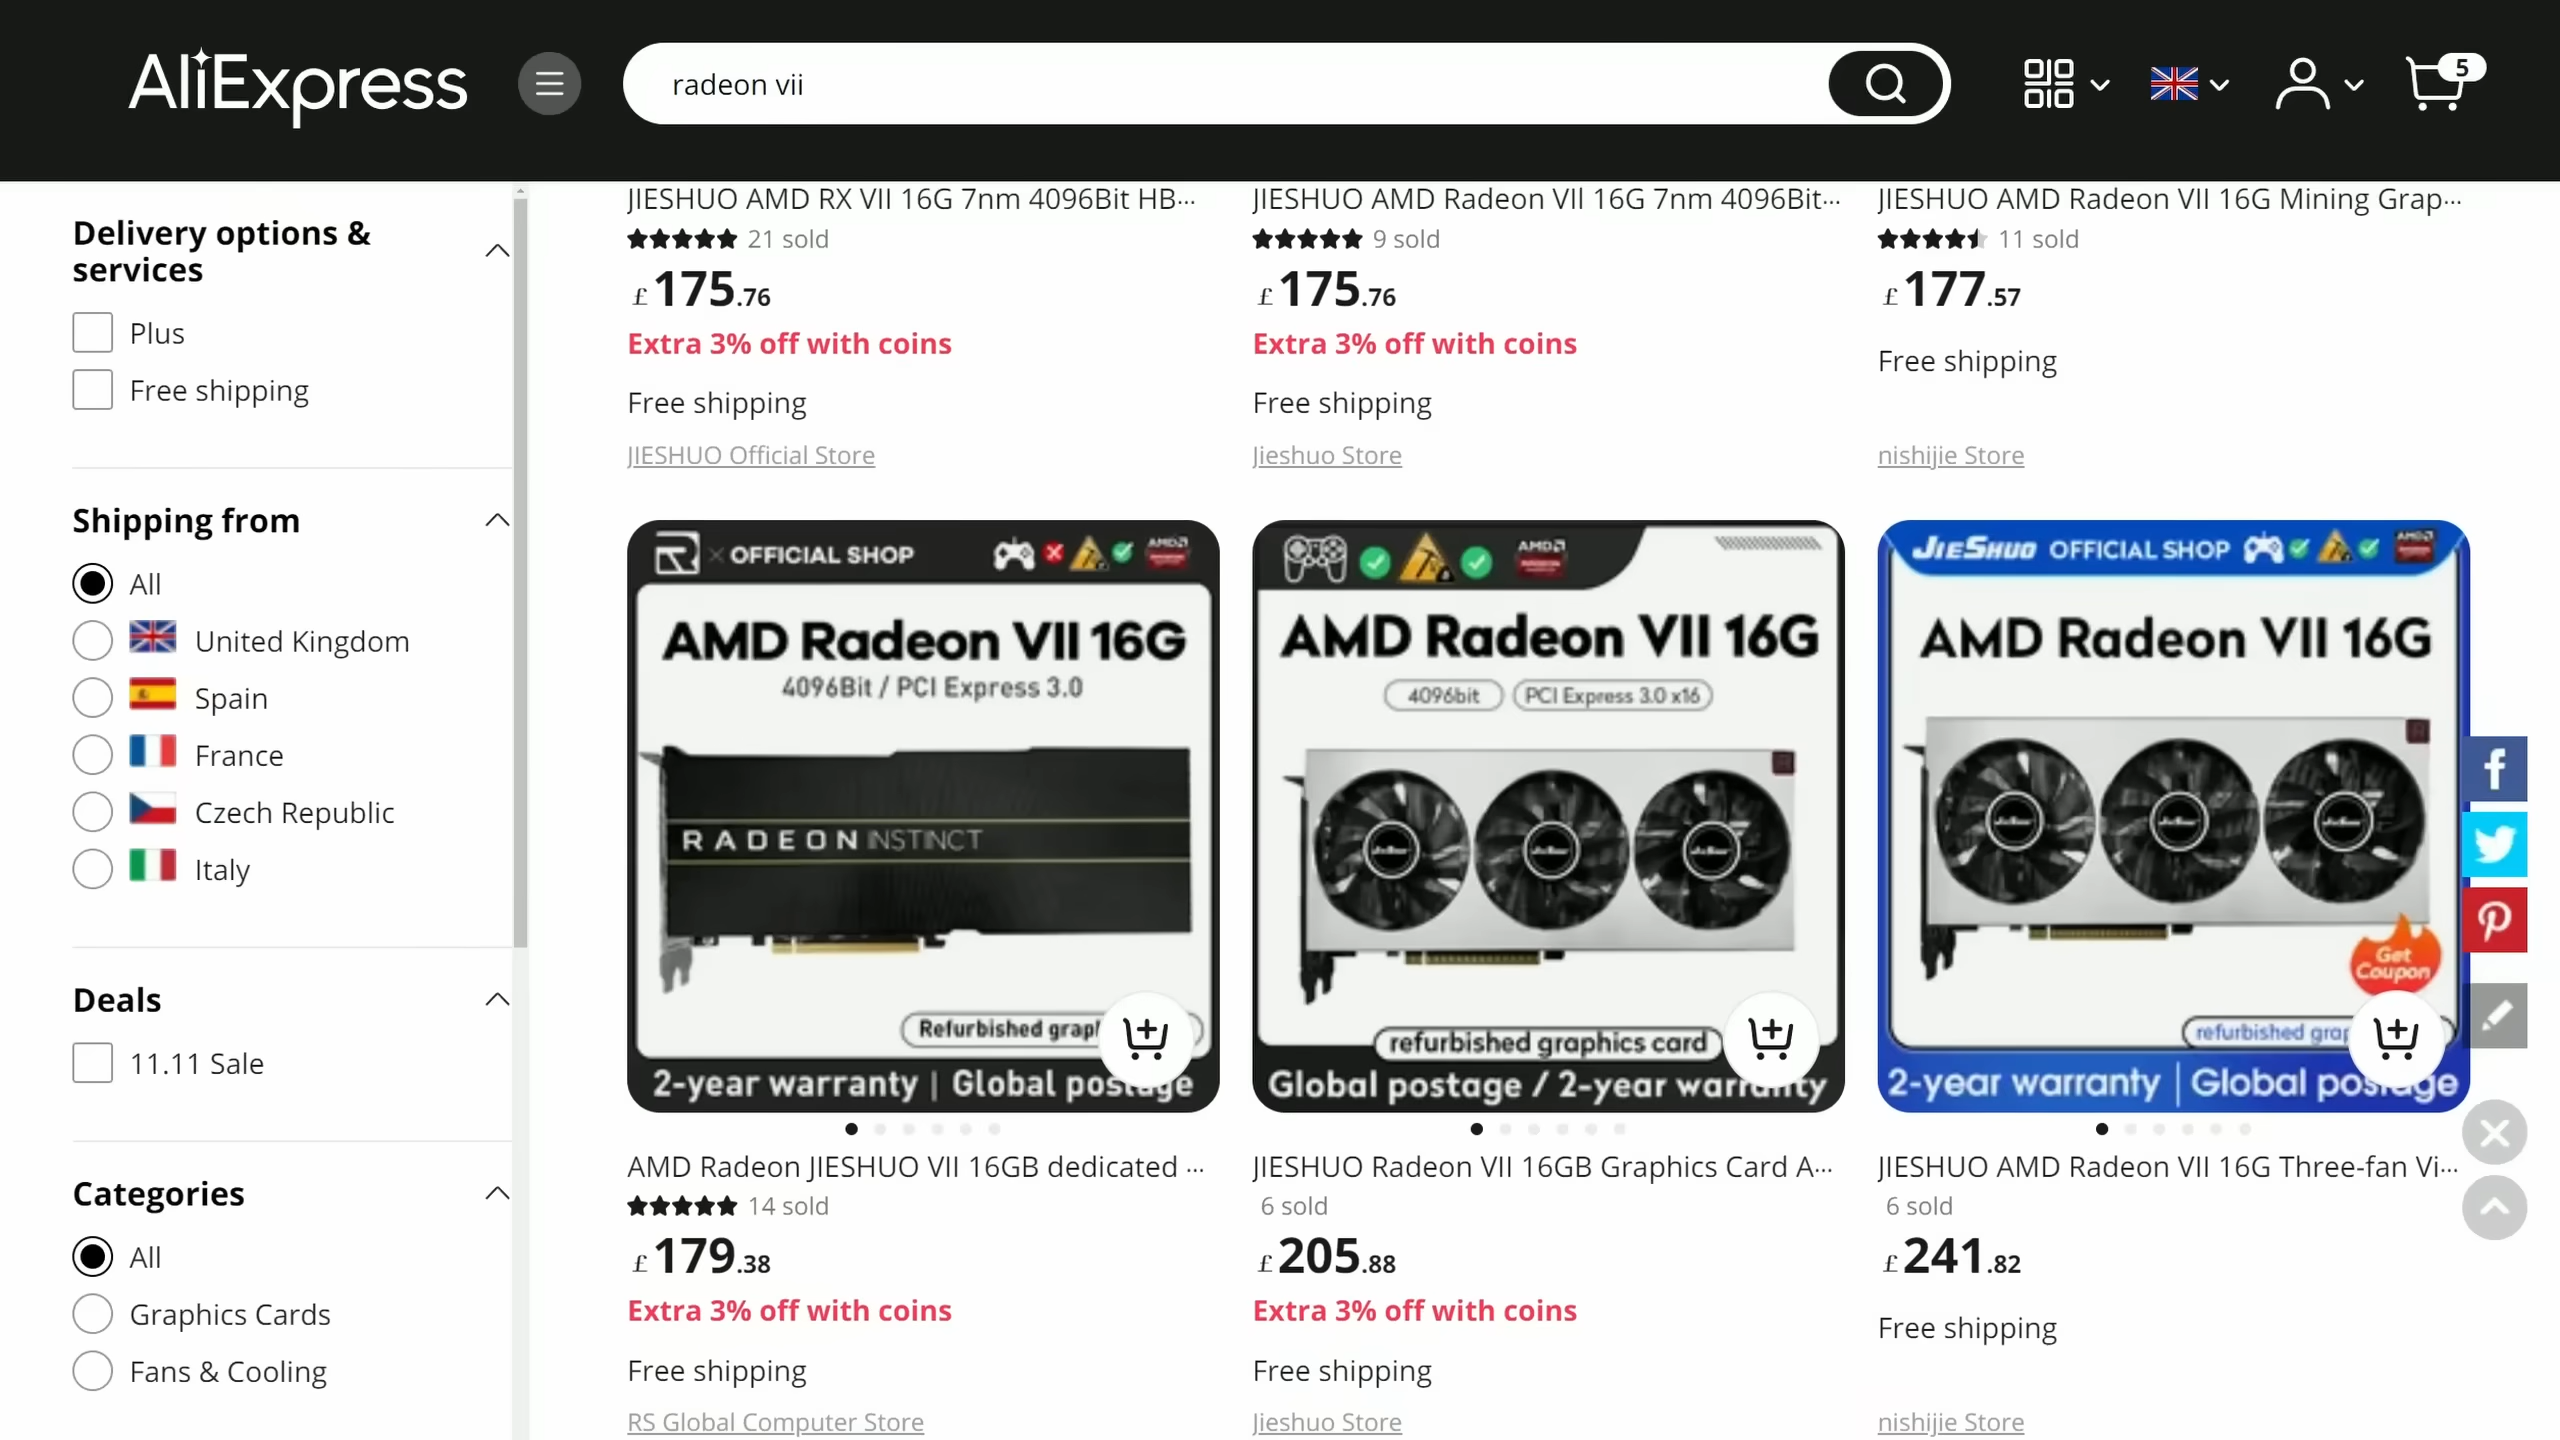 AliExpress
radeon vii
5
Delivery options &
services
Plus
Free shipping
Shipping from
All
United Kingdom
Spain
France
Czech Republic
Italy
Deals
11.11 Sale
Categories
All
Graphics Cards
Fans & Cooling
JIESHUO AMD RX VII 16G 7nm 4096Bit HB...
21 sold
£175.76
Extra 3% off with coins
Free shipping
JIESHUO Official Store
JIESHUO AMD Radeon VII 16G 7nm 4096Bit...
9 sold
£175.76
Extra 3% off with coins
Free shipping
Jieshuo Store
JIESHUO AMD Radeon VII 16G Mining Grap...
11 sold
£177.57
Free shipping
nishijie Store
× OFFICIAL SHOP
AMD
AMD Radeon VII 16G
4096Bit / PCI Express 3.0
RADEON INSTINCT
Refurbished
2-year warranty | Global postage
AMD Radeon JIESHUO VII 16GB dedicated ...
14 sold
£179.38
Extra 3% off with coins
Free shipping
RS Global Computer Store
AMD
AMD Radeon VII 16G
4096bit
PCI Express 3.0 x16
refurbished graphics card
Global postage / 2-year warranty
JIESHUO Radeon VII 16GB Graphics Card A...
6 sold
£205.88
Extra 3% off with coins
Free shipping
Jieshuo Store
JIESHUO OFFICIAL SHOP
AMD
AMD Radeon VII 16G
Get
Coupon
refurbished
2-year warranty | Global postage
JIESHUO AMD Radeon VII 16G Three-fan Vi...
6 sold
£241.82
Free shipping
nishijie Store